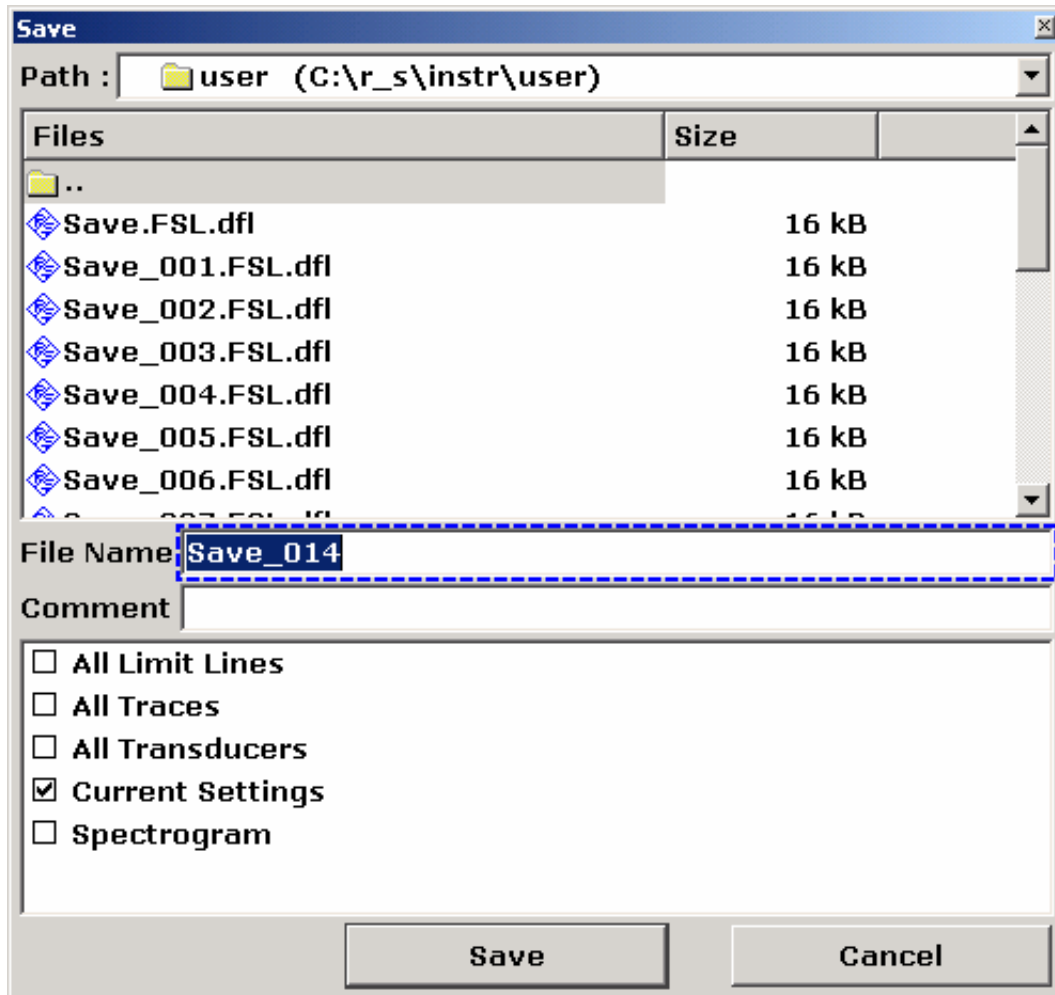 Save
Path : user (C:\r_s\instr\user)
Files Size
..
Save.FSL.dfl 16 kB
Save_001.FSL.dfl 16 kB
Save_002.FSL.dfl 16 kB
Save_003.FSL.dfl 16 kB
Save_004.FSL.dfl 16 kB
Save_005.FSL.dfl 16 kB
Save_006.FSL.dfl 16 kB
File Name Save_014
Comment
All Limit Lines
All Traces
All Transducers
Current Settings
Spectrogram
Save Cancel